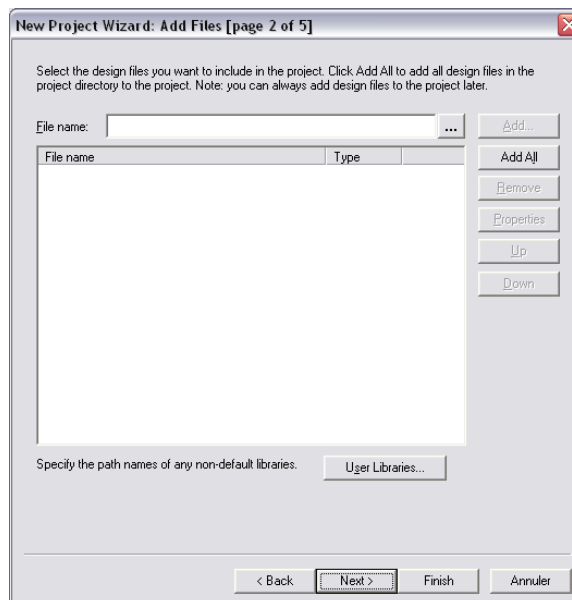 New Project Wizard: Add Files [page 2 of 5]
Select the design files you want to include in the project. Click Add All to add all design files in the
project directory to the project. Note: you can always add design files to the project later.
File name:
...
Add...
File name
Type
Add All
Remove
Properties
Up
Down
Specify the path names of any non-default libraries.
User Libraries...
< Back
Next >
Finish
Annuler